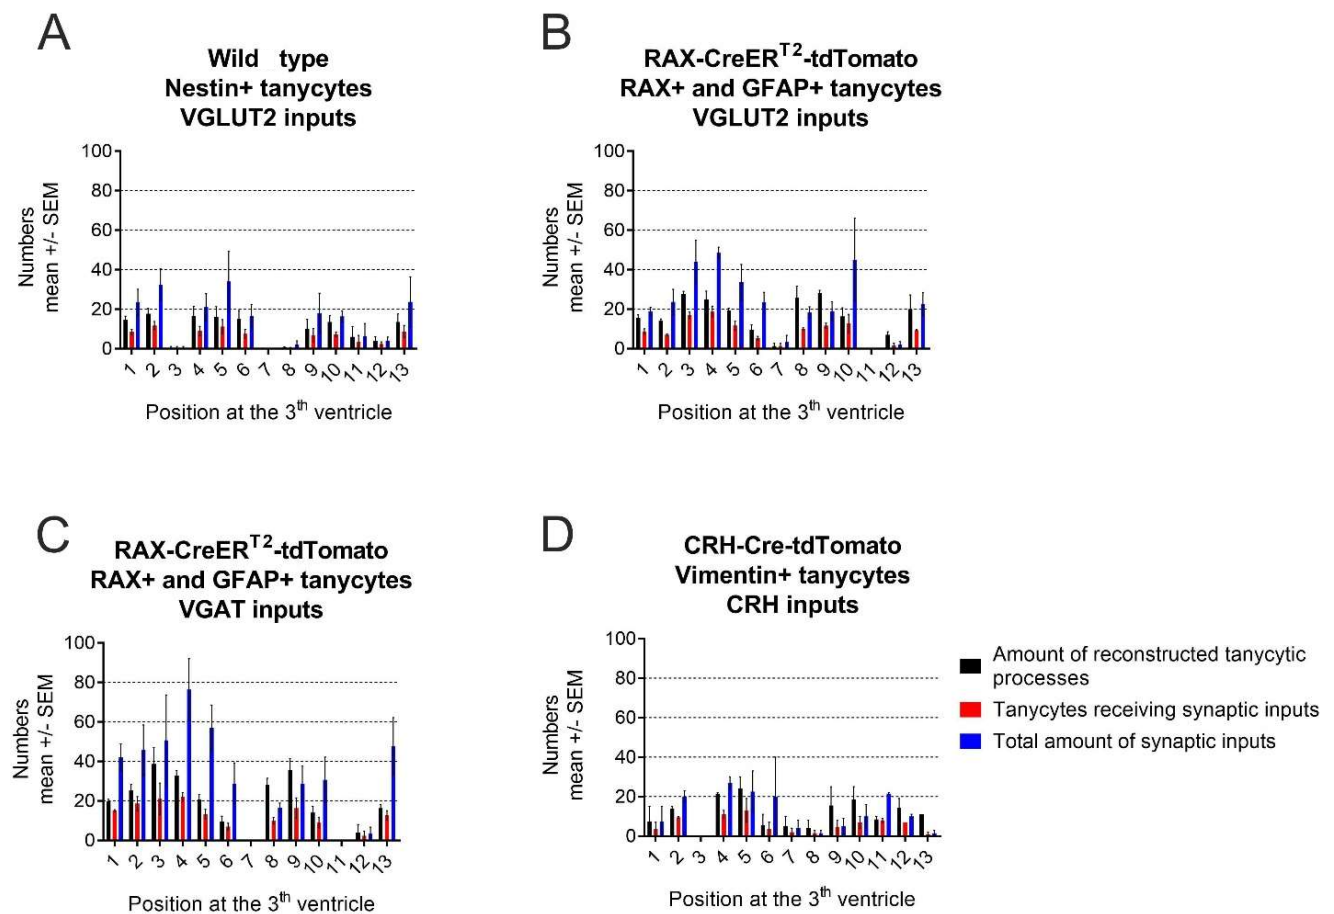 A
Wild type
Nestin+ tanycytes
VGLUT2 inputs
Numbers
mean +/- SEM
100
80
60
40
20
0
1 2 3 4 5 6 7 8 9 10 11 12 13
Position at the 3th ventricle
B
RAX-CreERT2-tdTomato
RAX+ and GFAP+ tanycytes
VGLUT2 inputs
Numbers
mean +/- SEM
100
80
60
40
20
0
1 2 3 4 5 6 7 8 9 10 11 12 13
Position at the 3th ventricle
C
RAX-CreERT2-tdTomato
RAX+ and GFAP+ tanycytes
VGAT inputs
Numbers
mean +/- SEM
100
80
60
40
20
0
1 2 3 4 5 6 7 8 9 10 11 12 13
Position at the 3th ventricle
D
CRH-Cre-tdTomato
Vimentin+ tanycytes
CRH inputs
Numbers
mean +/- SEM
100
80
60
40
20
0
1 2 3 4 5 6 7 8 9 10 11 12 13
Position at the 3th ventricle
Amount of reconstructed tanycytic
processes
Tanycytes receiving synaptic inputs
Total amount of synaptic inputs